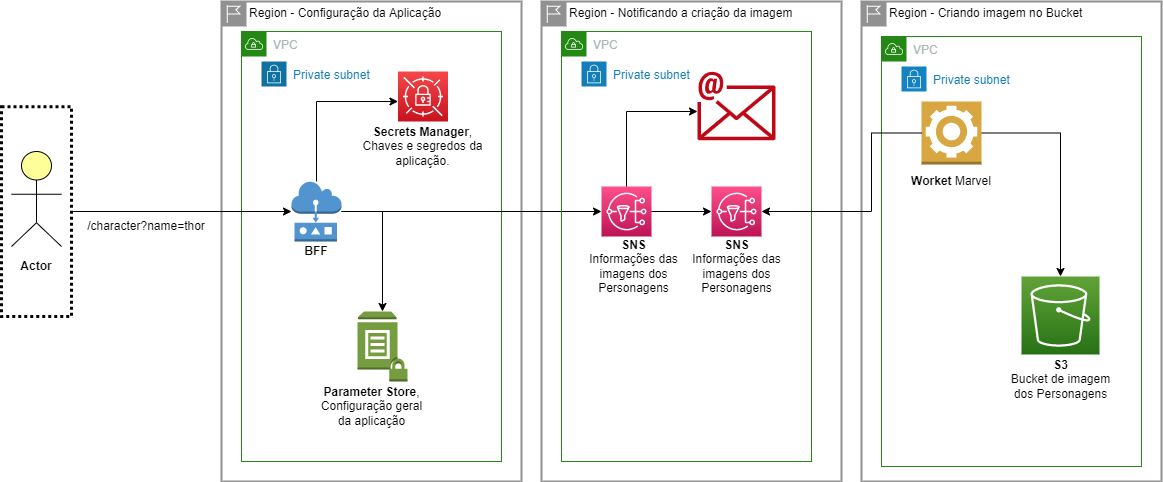 Region - Configuração da Aplicação
VPC
Private subnet
Secrets Manager,
Chaves e segredos da
aplicação.
Actor
/character?name=thor
BFF
Parameter Store,
Configuração geral
da aplicação
Region - Notificando a criação da imagem
VPC
Private subnet
@
SNS
Informações das
imagens dos
Personagens
SNS
Informações das
imagens dos
Personagens
Region - Criando imagem no Bucket
VPC
Private subnet
Worket Marvel
S3
Bucket de imagem
dos Personagens